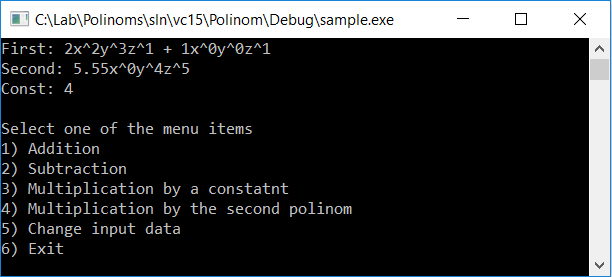 C:\Lab\Polinoms\sln\vc15\Polinom\Debug\sample.exe
First: 2x^2y^3z^1 + 1x^0y^0z^1
Second: 5.55x^0y^4z^5
Const: 4
Select one of the menu items
1) Addition
2) Subtraction
3) Multiplication by a constatnt
4) Multiplication by the second polinom
5) Change input data
6) Exit